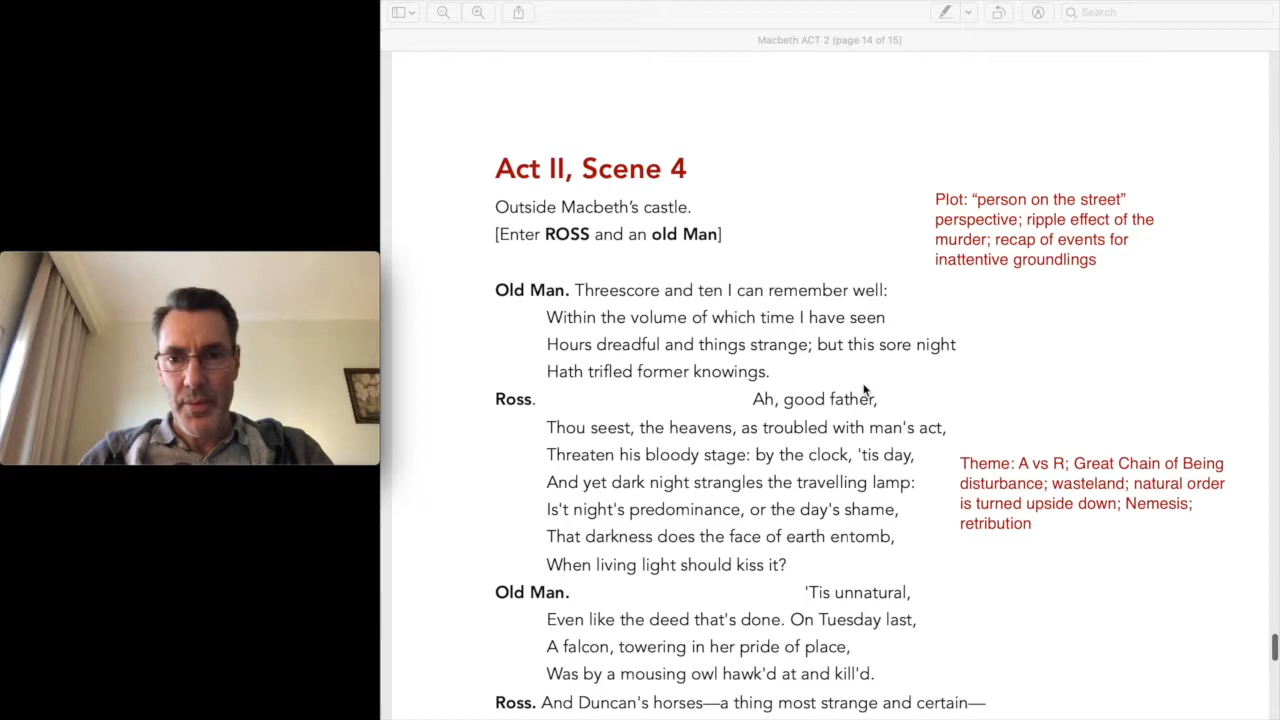 Search
Macbeth ACT 2 (page 14 of 15)
Act II, Scene 4
Outside Macbeth's castle.
[Enter ROSS and an old Man]
Plot: “person on the street”
perspective; ripple effect of the
murder; recap of events for
inattentive groundlings
Old Man. Threescore and ten I can remember well:
Within the volume of which time I have seen
Hours dreadful and things strange; but this sore night
Hath trifled former knowings.
Ross. Ah, good father,
Thou seest, the heavens, as troubled with man's act,
Threaten his bloody stage: by the clock, 'tis day,
And yet dark night strangles the travelling lamp:
Is't night's predominance, or the day's shame,
That darkness does the face of earth entomb,
When living light should kiss it?
Theme: A vs R; Great Chain of Being
disturbance; wasteland; natural order
is turned upside down; Nemesis;
retribution
Old Man. 'Tis unnatural,
Even like the deed that's done. On Tuesday last,
A falcon, towering in her pride of place,
Was by a mousing owl hawk'd at and kill'd.
Ross. And Duncan's horses—a thing most strange and certain—